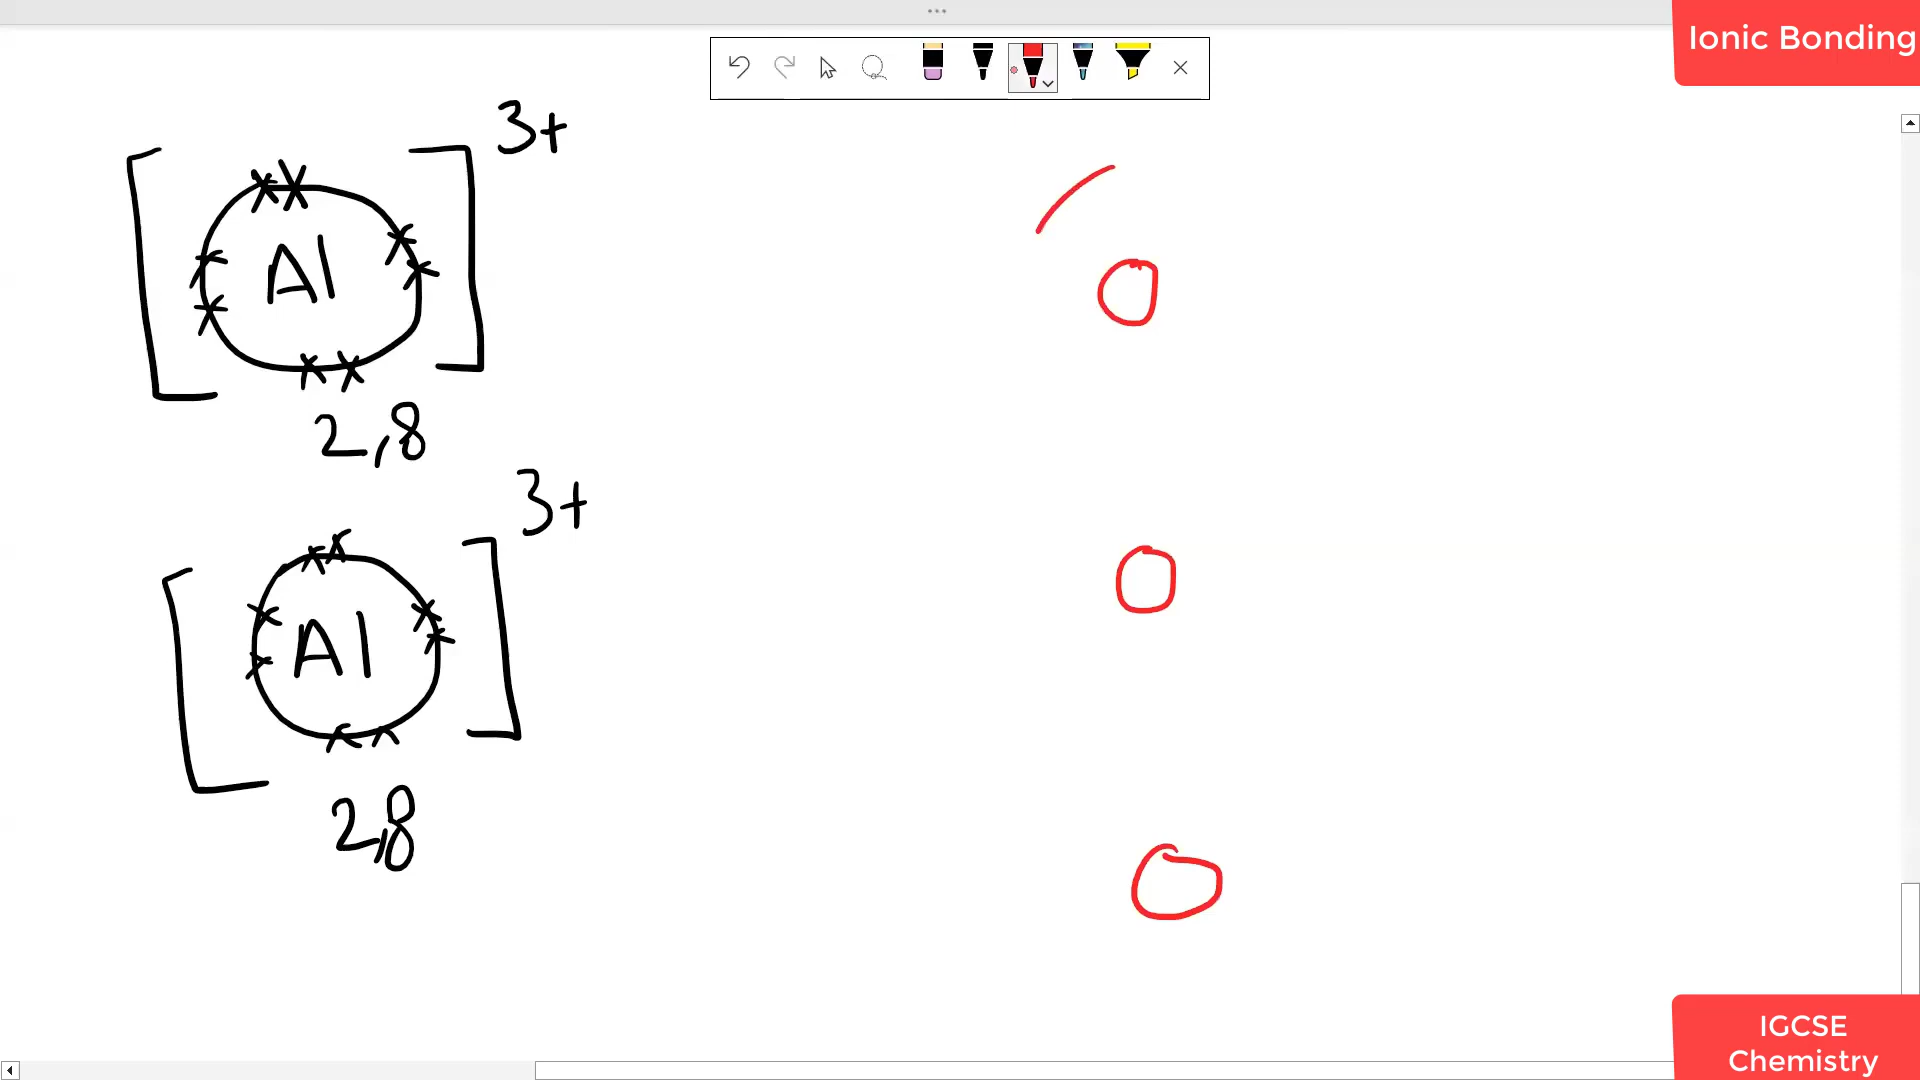 Ionic Bonding
3+
Al
2,8
3+
Al
2,8
O
O
O
IGCSE
Chemistry